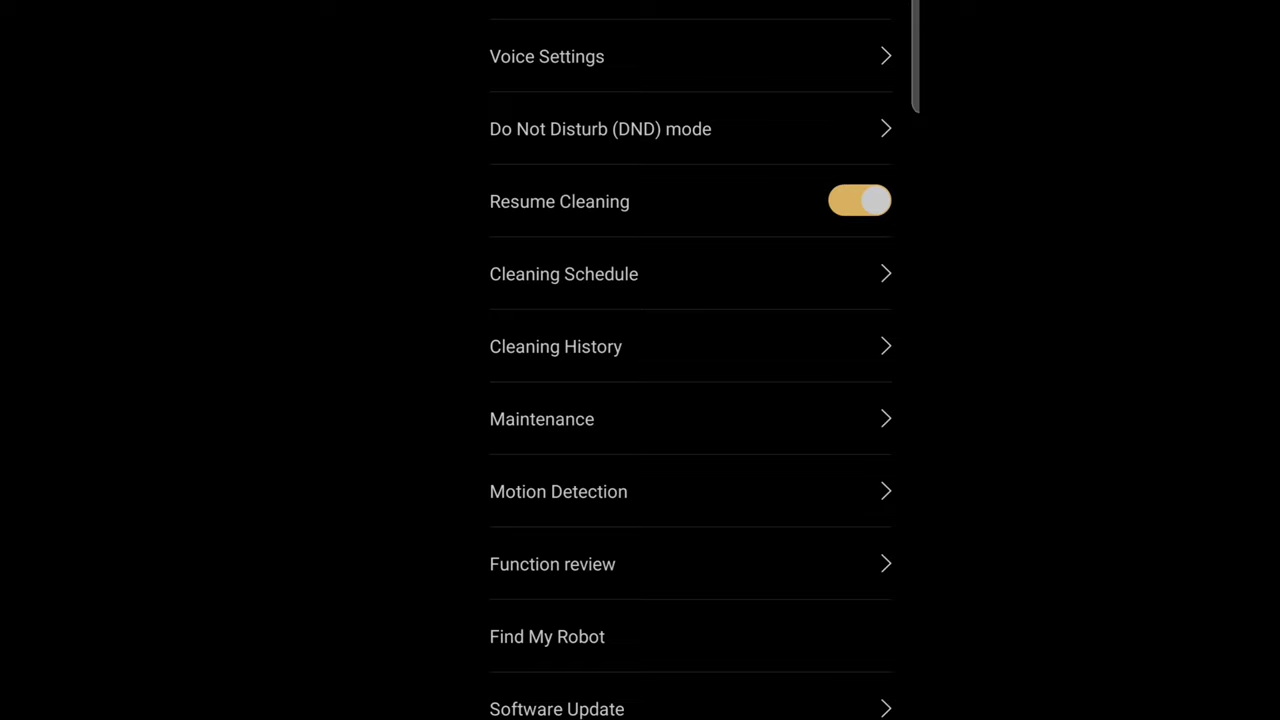 Voice Settings
Do Not Disturb (DND) mode
Resume Cleaning
Cleaning Schedule
Cleaning History
Maintenance
Motion Detection
Function review
Find My Robot
Software Update